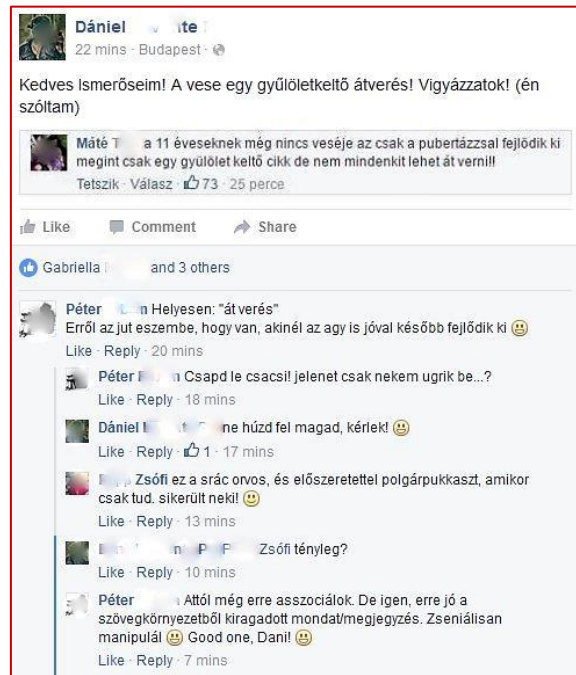 Dániel
22 mins · Budapest ·
Kedves Ismerőseim! A vese egy gyűlöletkeltő átverés! Vigyázzatok! (én
szóltam)
Máté T a 11 éveseknek még nincs veséje az csak a pubertázzsal fejlödik ki
megint csak egy gyülölet keltő cikk de nem mindenkit lehet át verni!!
Tetszik · Válasz · 73 · 25 perce
Like Comment Share
Gabriella and 3 others
Péter Helyesen: "át verés"
Erről az jut eszembe, hogy van, akinél az agy is jóval később fejlődik ki
Like · Reply · 20 mins
Péter Csapd le csacsi! jelenet csak nekem ugrik be...?
Like · Reply · 18 mins
Dániel ne húzd fel magad, kérlek!
Like · Reply · 1 · 17 mins
Zsófi ez a srác orvos, és előszeretettel polgárpukkaszt, amikor
csak tud. sikerült neki!
Like · Reply · 13 mins
Zsófi tényleg?
Like · Reply · 10 mins
Péter Attól még erre asszociálok. De igen, erre jó a
szövegkörnyezetből kiragadott mondat/megjegyzés. Zseniálisan
manipulál Good one, Dani!
Like · Reply · 7 mins